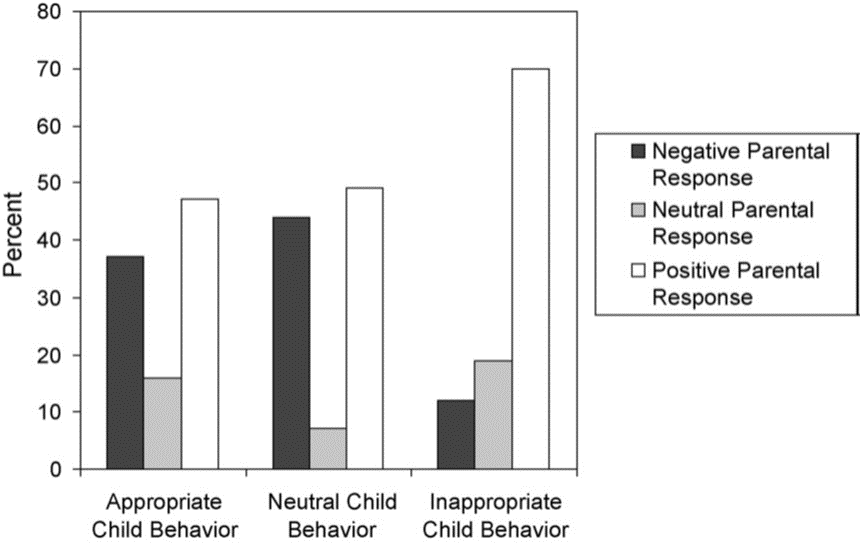 80
70
60
50
40
30
20
10
0
Percent
Appropriate
Child Behavior
Neutral Child
Behavior
Inappropriate
Child Behavior
Negative Parental
Response
Neutral Parental
Response
Positive Parental
Response